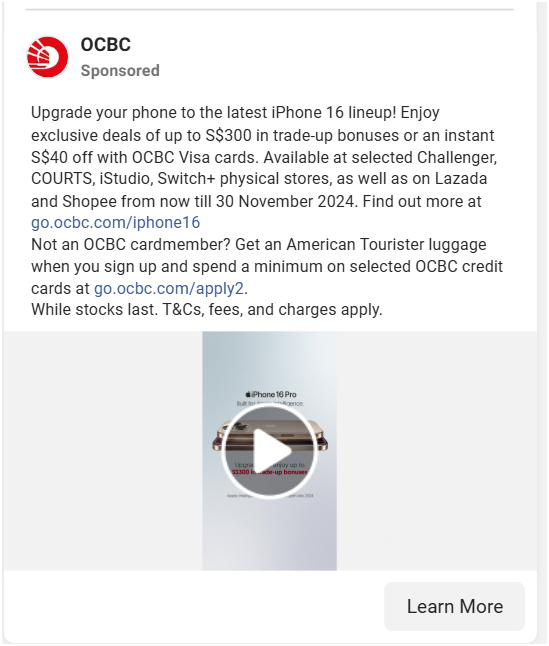 OCBC
Sponsored
Upgrade your phone to the latest iPhone 16 lineup! Enjoy
exclusive deals of up to S$300 in trade-up bonuses or an instant
S$40 off with OCBC Visa cards. Available at selected Challenger,
COURTS, iStudio, Switch+ physical stores, as well as on Lazada
and Shopee from now till 30 November 2024. Find out more at
go.ocbc.com/iphone16
Not an OCBC cardmember? Get an American Tourister luggage
when you sign up and spend a minimum on selected OCBC credit
cards at go.ocbc.com/apply2.
While stocks last. T&Cs, fees, and charges apply.
iPhone 16 Pro
Built for
enjoy up to
S$300 in trade-up bonuses
Learn More